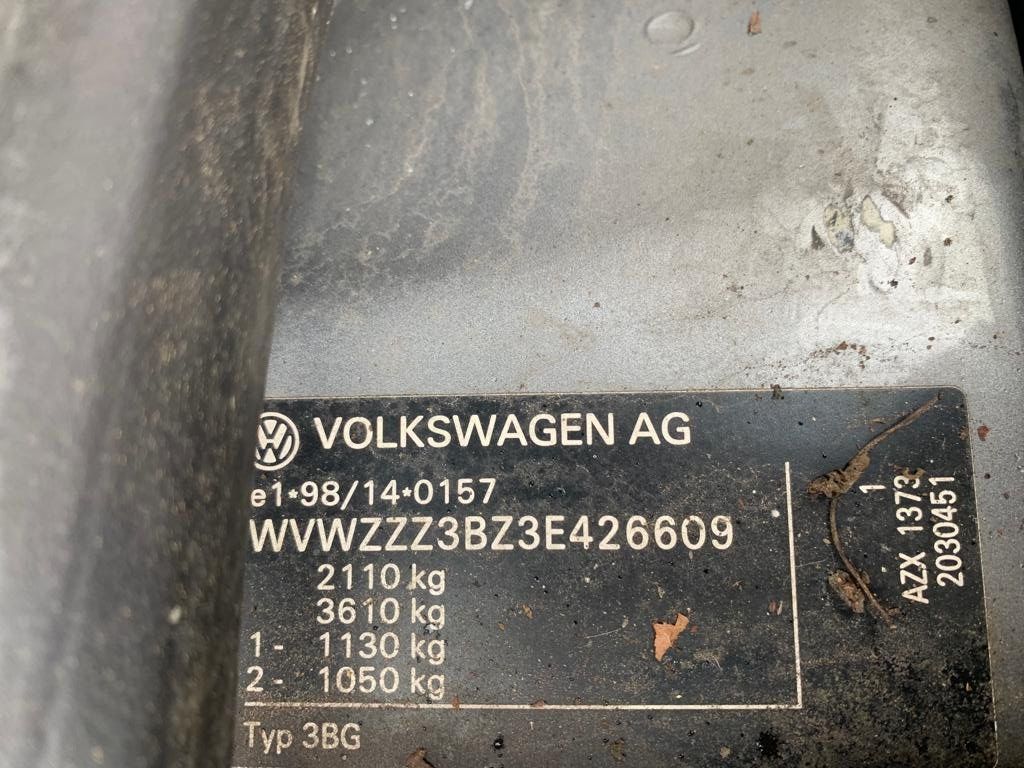 VOLKSWAGEN AG
e1*98/14*0157
WVWZZZ3BZ3E426609
2110 kg
3610 kg
1- 1130 kg
2- 1050 kg
Typ 3BG
1
AZX 1373
2030451